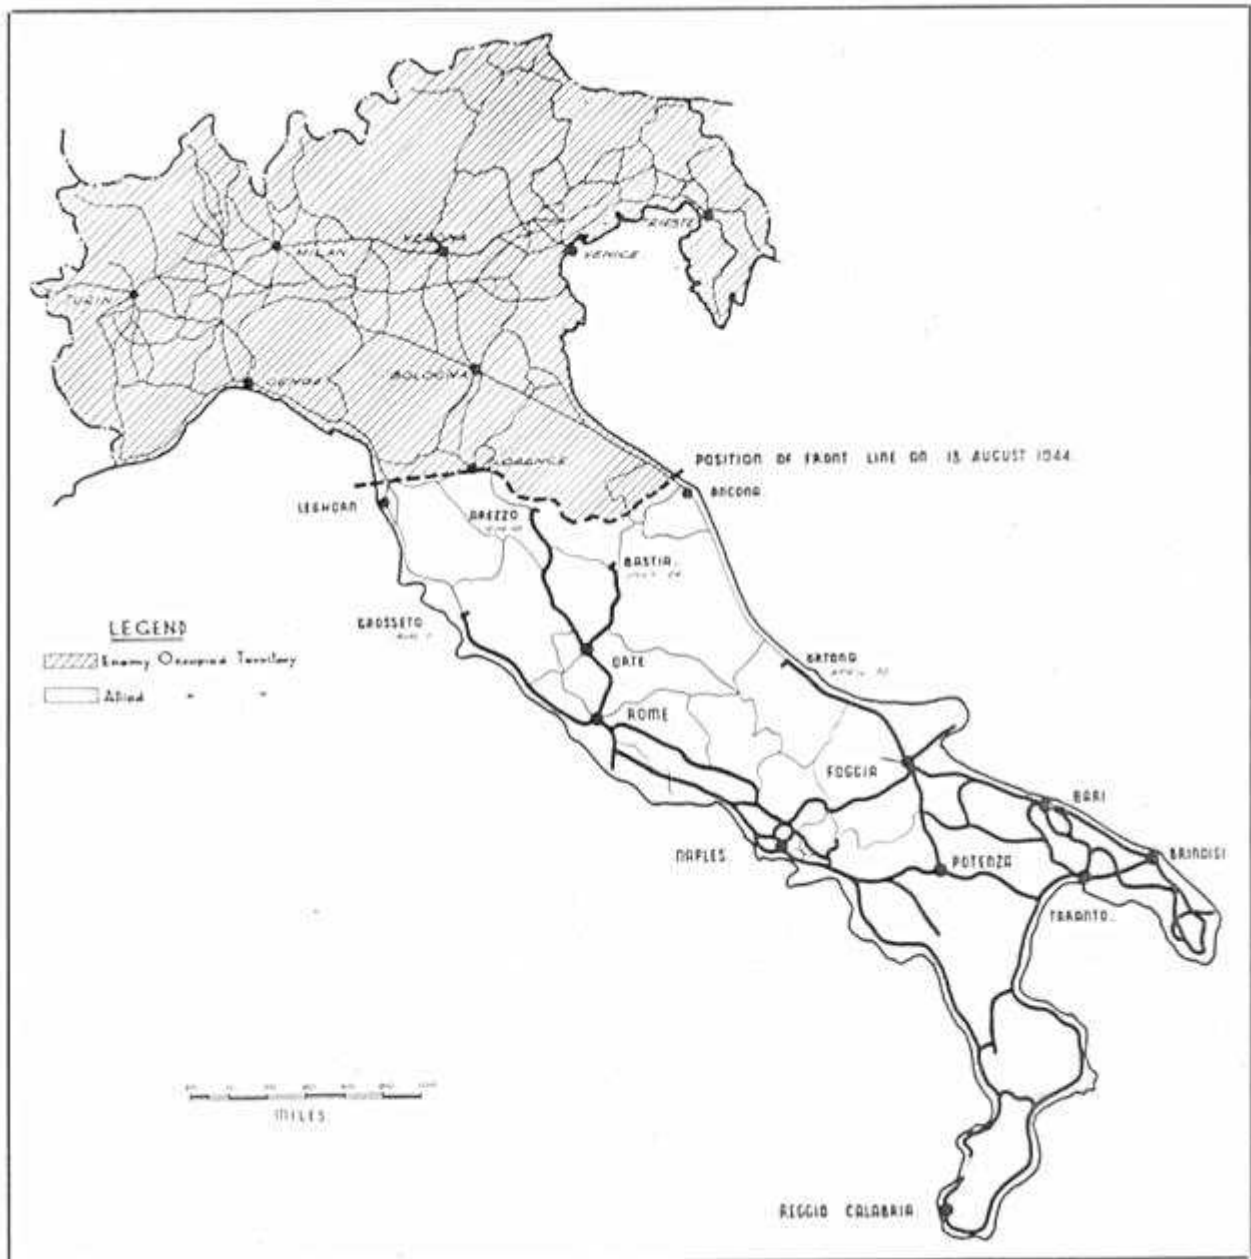 TRIESTE
VERONA
MILAN
VENICE
TURIN
GENOA
BOLOGNA
POSITION OF FRONT LINE ON 13 AUGUST 1944
FLORENCE
ANCONA
LEGHORN
AREZZO
BASTIA
GROSSETO
LEGEND
Enemy Occupied Territory
Allied " "
ORTE
ORTONA
ROME
FOGGIA
BARI
NAPLES
POTENZA
BRINDISI
TARANTO
MILES
REGGIO CALABRIA